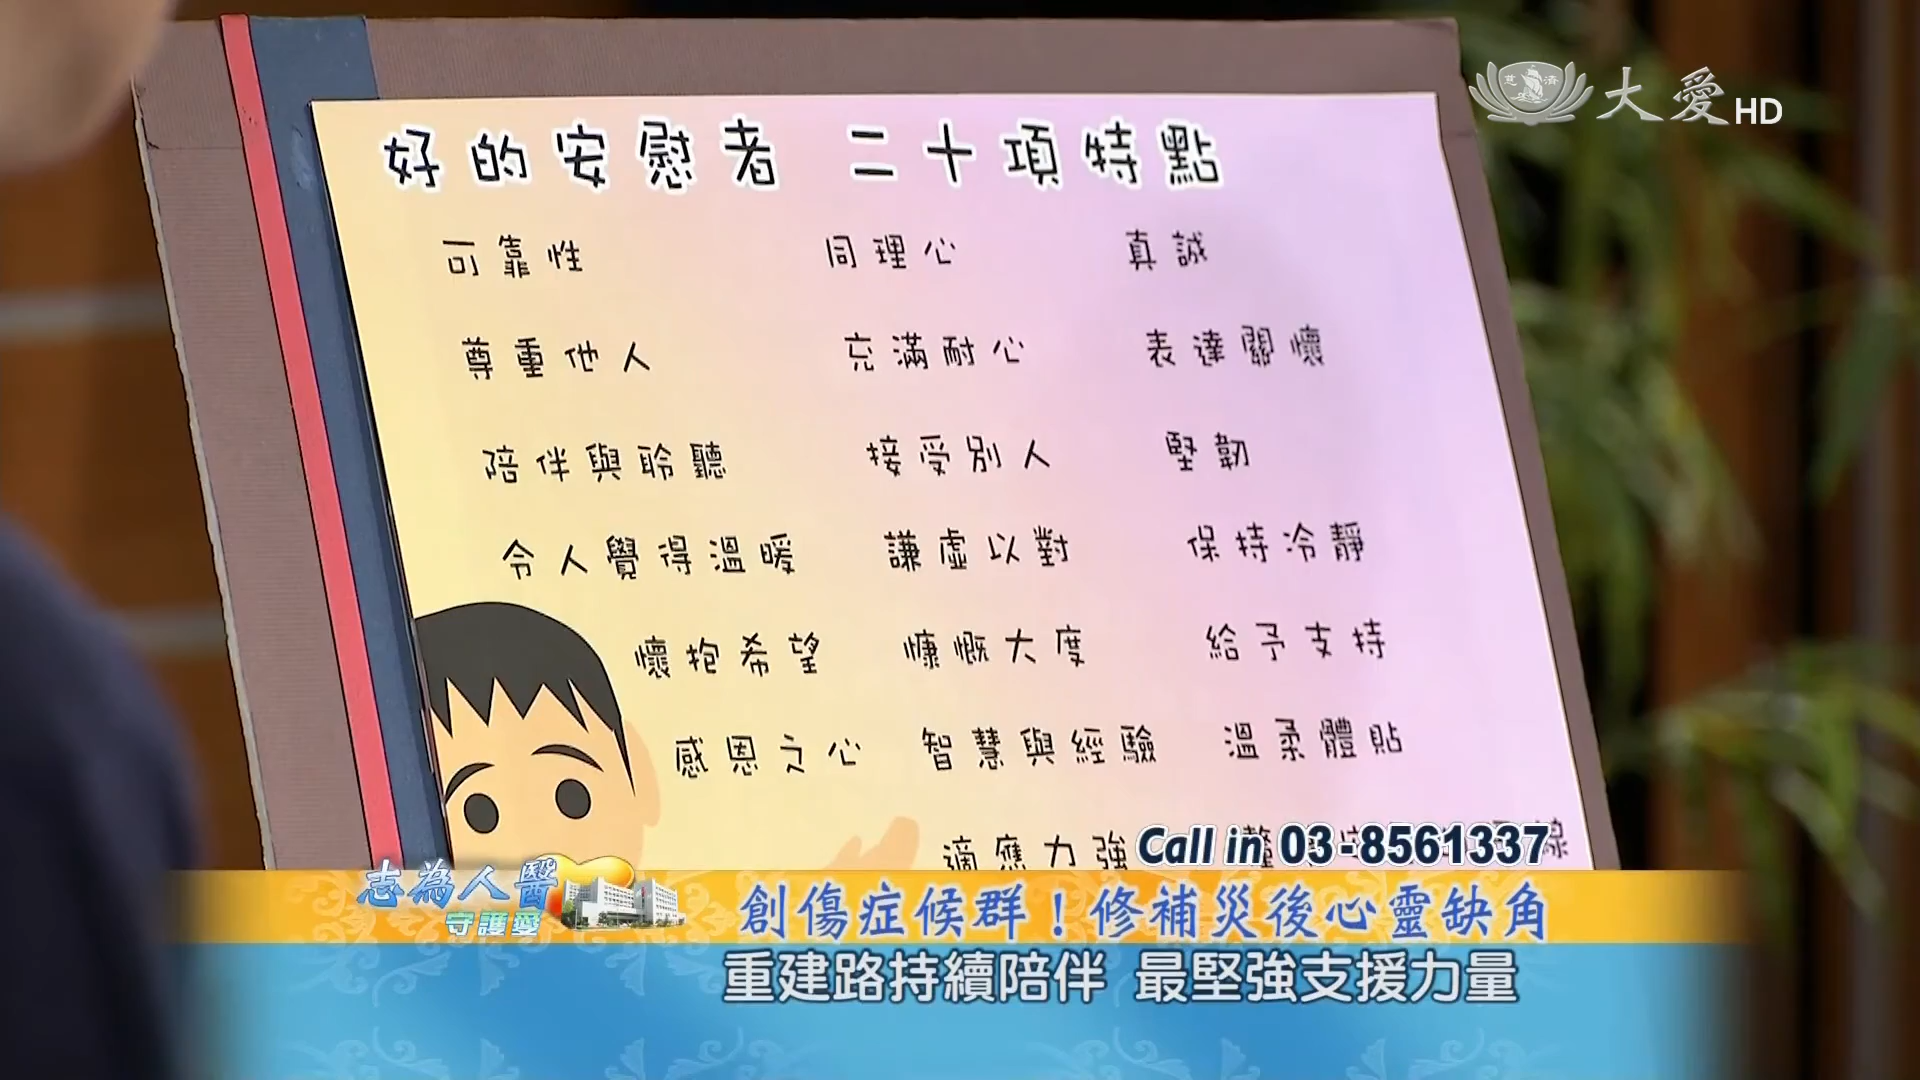 大愛HD
好的安慰者 二十項特點
可靠性 同理心 真誠
尊重他人 充滿耐心 表達關懷
陪伴與聆聽 接受別人 堅韌
令人覺得溫暖 謙虛以對 保持冷靜
懷抱希望 慷慨大度 給予支持
感恩之心 智慧與經驗 溫柔體貼
適應力強
Call in 03-8561337
志為人醫
守護愛
創傷症候群！修補災後心靈缺角
重建路持續陪伴 最堅強支援力量